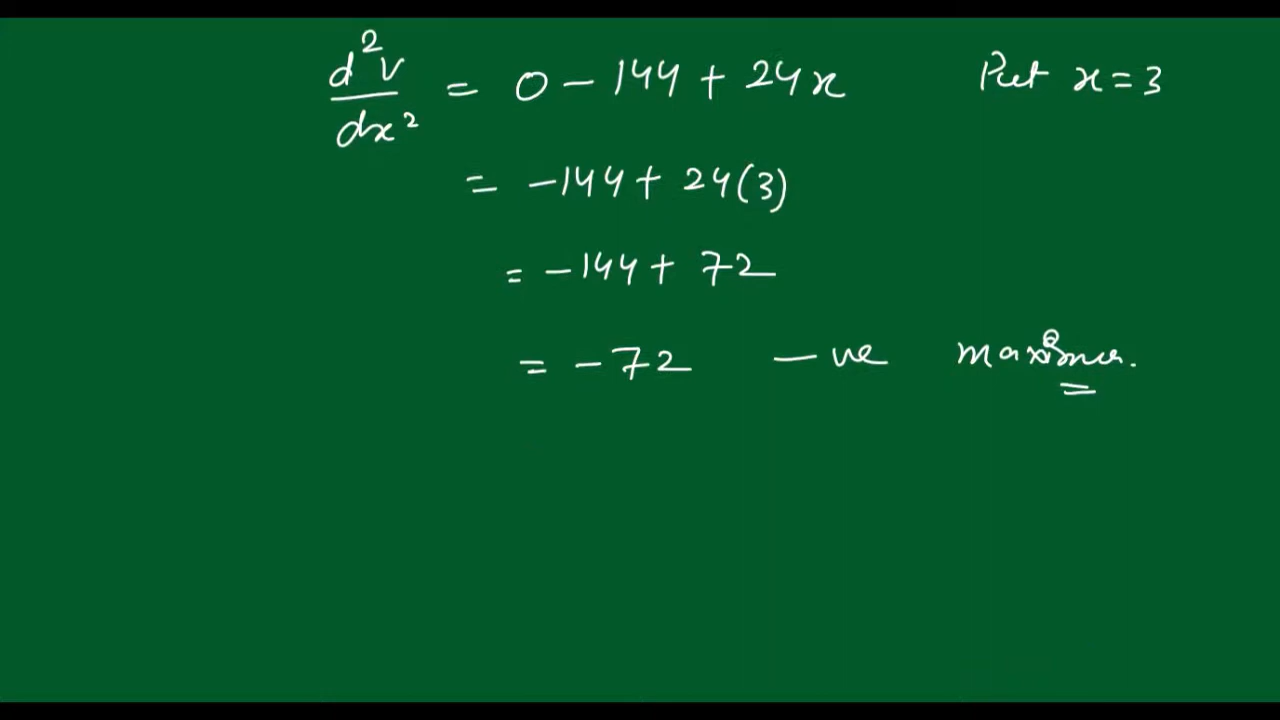 d²v/dx² = 0 - 144 + 24x Put x = 3
= -144 + 24(3)
= -144 + 72
= -72 -ve maxima.